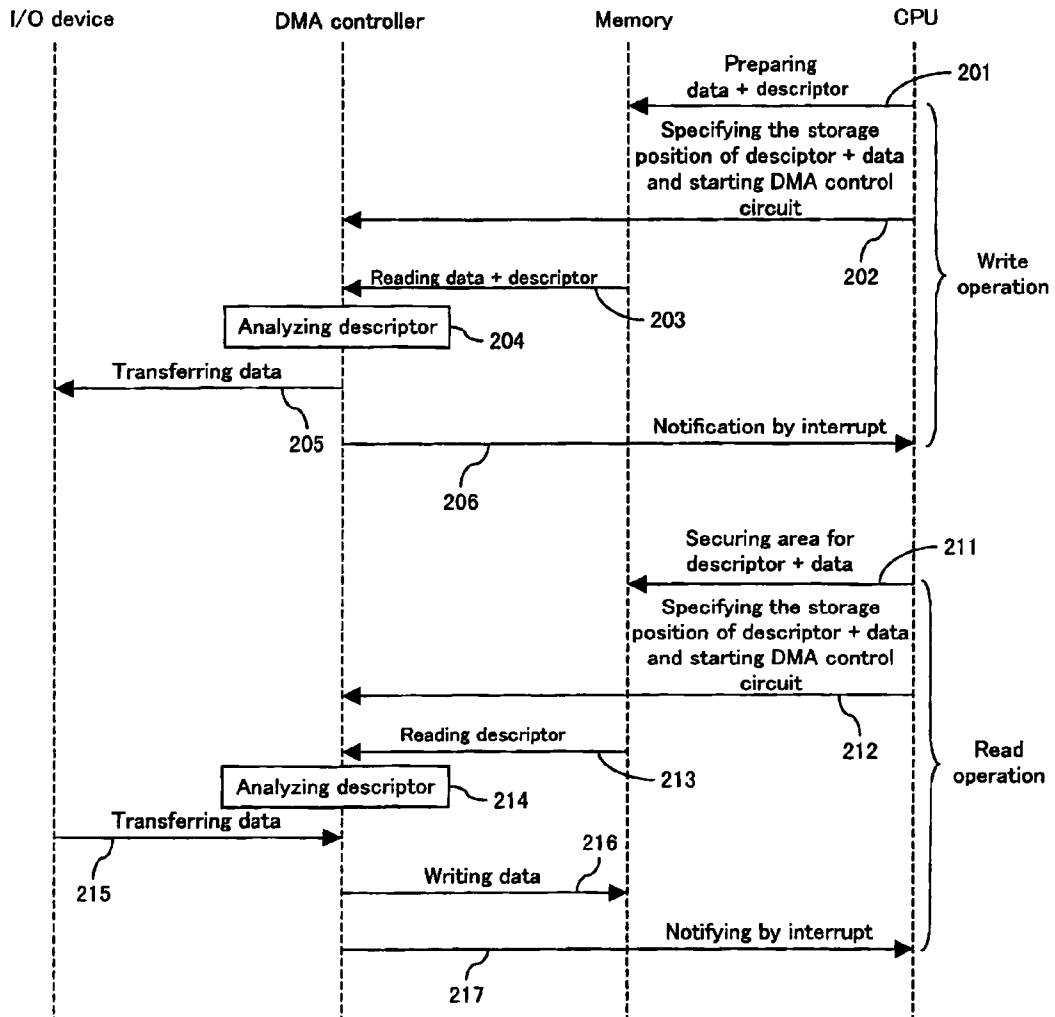 I/O device
DMA controller
Memory
CPU
Preparing
data + descriptor
201
Specifying the storage
position of desciptor + data
and starting DMA control
circuit
202
Write
operation
Reading data + descriptor
203
Analyzing descriptor
204
Transferring data
205
Notification by interrupt
206
Securing area for
descriptor + data
211
Specifying the storage
position of descriptor + data
and starting DMA control
circuit
212
Read
operation
Reading descriptor
213
Analyzing descriptor
214
Transferring data
215
216
Writing data
Notifying by interrupt
217